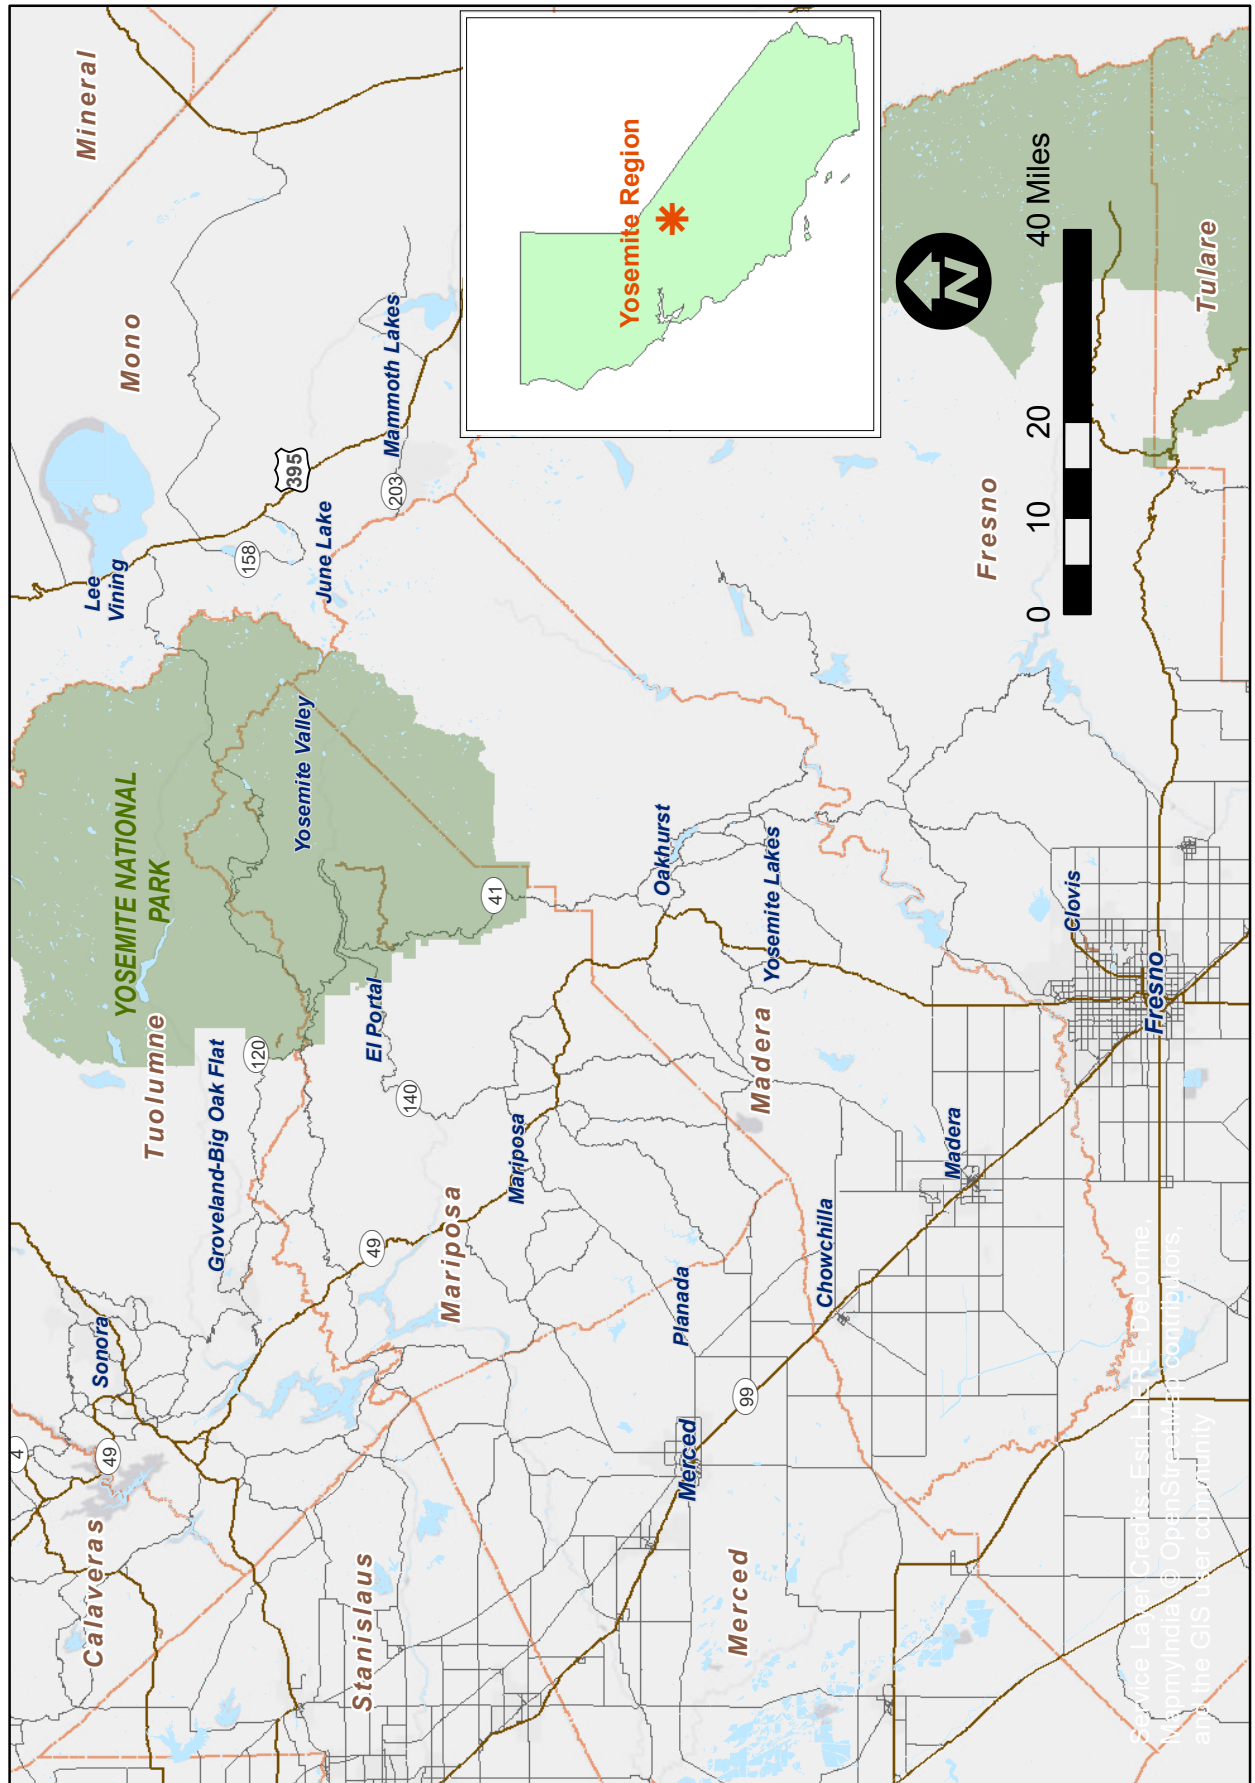 Mineral
Mono
Lee
Vining
395
158
June Lake
Mammoth Lakes
203
YOSEMITE NATIONAL
PARK
Yosemite Valley
Tuolumne
Groveland-Big Oak Flat
120
El Portal
140
41
Sonora
4
49
Calaveras
49
Mariposa
Mariposa
Stanislaus
Oakhurst
Yosemite Lakes
Madera
Planada
Merced
99
Merced
Chowchilla
Madera
Clovis
Fresno
Fresno
Tulare
Yosemite Region
N
0 10 20 40 Miles
Service Layer Credits: Esri, HERE, DeLorme,
MapmyIndia, © OpenStreetMap contributors,
and the GIS user community